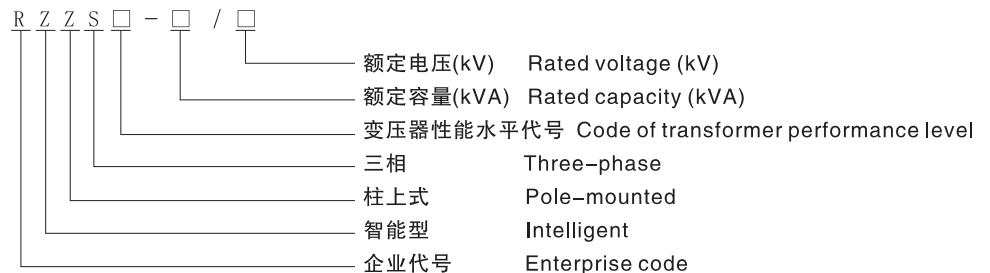 R Z Z S □ - □ / □
额定电压(kV) Rated voltage (kV)
额定容量(kVA) Rated capacity (kVA)
变压器性能水平代号 Code of transformer performance level
三相 Three-phase
柱上式 Pole-mounted
智能型 Intelligent
企业代号 Enterprise code